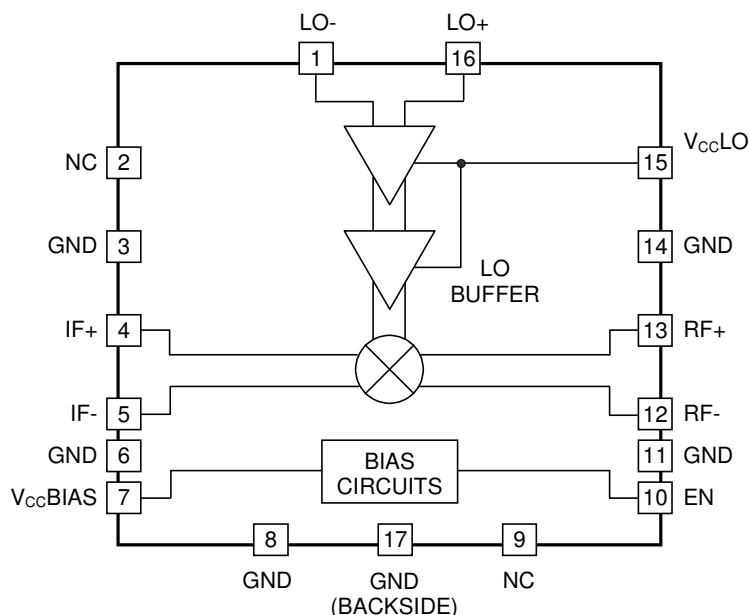 LO- LO+
1 16
NC 2
15 VCCLO
GND 3
14 GND
LO
BUFFER
IF+ 4
13 RF+
IF- 5
12 RF-
GND 6
11 GND
BIAS
CIRCUITS
VCCBIAS 7
10 EN
8 17 9
GND GND NC
(BACKSIDE)